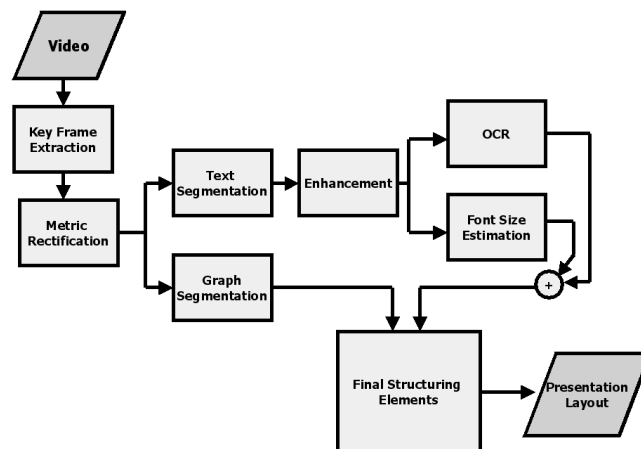 Video
Key Frame
Extraction
Metric
Rectification
Text
Segmentation
Enhancement
OCR
Font Size
Estimation
Graph
Segmentation
+
Final Structuring
Elements
Presentation
Layout